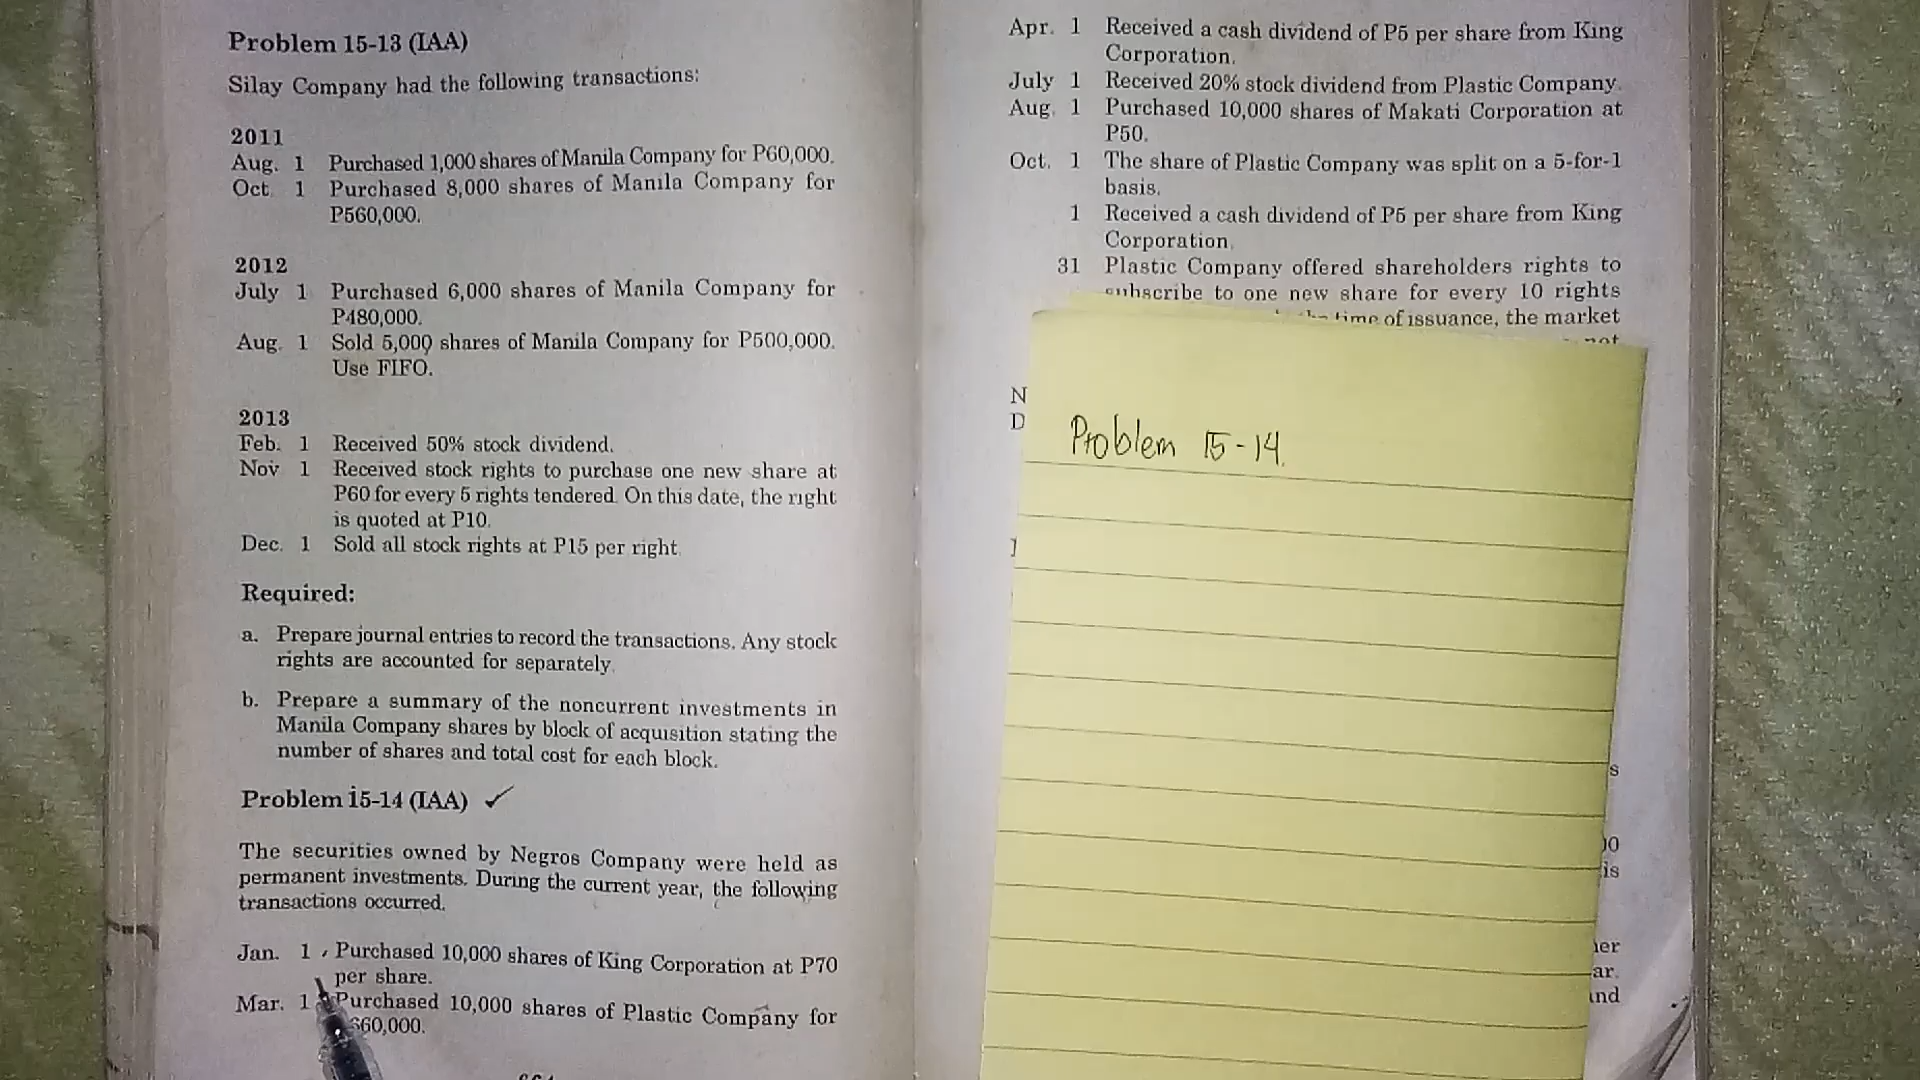 Problem 15-13 (IAA)
Silay Company had the following transactions:
2011
Aug. 1 Purchased 1,000 shares of Manila Company for P60,000.
Oct. 1 Purchased 8,000 shares of Manila Company for
P560,000.
2012
July 1 Purchased 6,000 shares of Manila Company for
P480,000.
Aug. 1 Sold 5,000 shares of Manila Company for P500,000.
Use FIFO.
2013
Feb. 1 Received 50% stock dividend.
Nov 1 Received stock rights to purchase one new share at
P60 for every 5 rights tendered. On this date, the right
is quoted at P10.
Dec. 1 Sold all stock rights at P15 per right.
Required:
a. Prepare journal entries to record the transactions. Any stock
rights are accounted for separately.
b. Prepare a summary of the noncurrent investments in
Manila Company shares by block of acquisition stating the
number of shares and total cost for each block.
Problem 15-14 (IAA) ✓
The securities owned by Negros Company were held as
permanent investments. During the current year, the following
transactions occurred.
Jan. 1 Purchased 10,000 shares of King Corporation at P70
per share.
Mar. 1 Purchased 10,000 shares of Plastic Company for
60,000.
Apr. 1 Received a cash dividend of P5 per share from King
Corporation.
July 1 Received 20% stock dividend from Plastic Company.
Aug. 1 Purchased 10,000 shares of Makati Corporation at
P50.
Oct. 1 The share of Plastic Company was split on a 5-for-1
basis.
1 Received a cash dividend of P5 per share from King
Corporation.
31 Plastic Company offered shareholders rights to
subscribe to one new share for every 10 rights
time of issuance, the market
not
N
D
Problem 15-14.
s
00
is
ar.
and